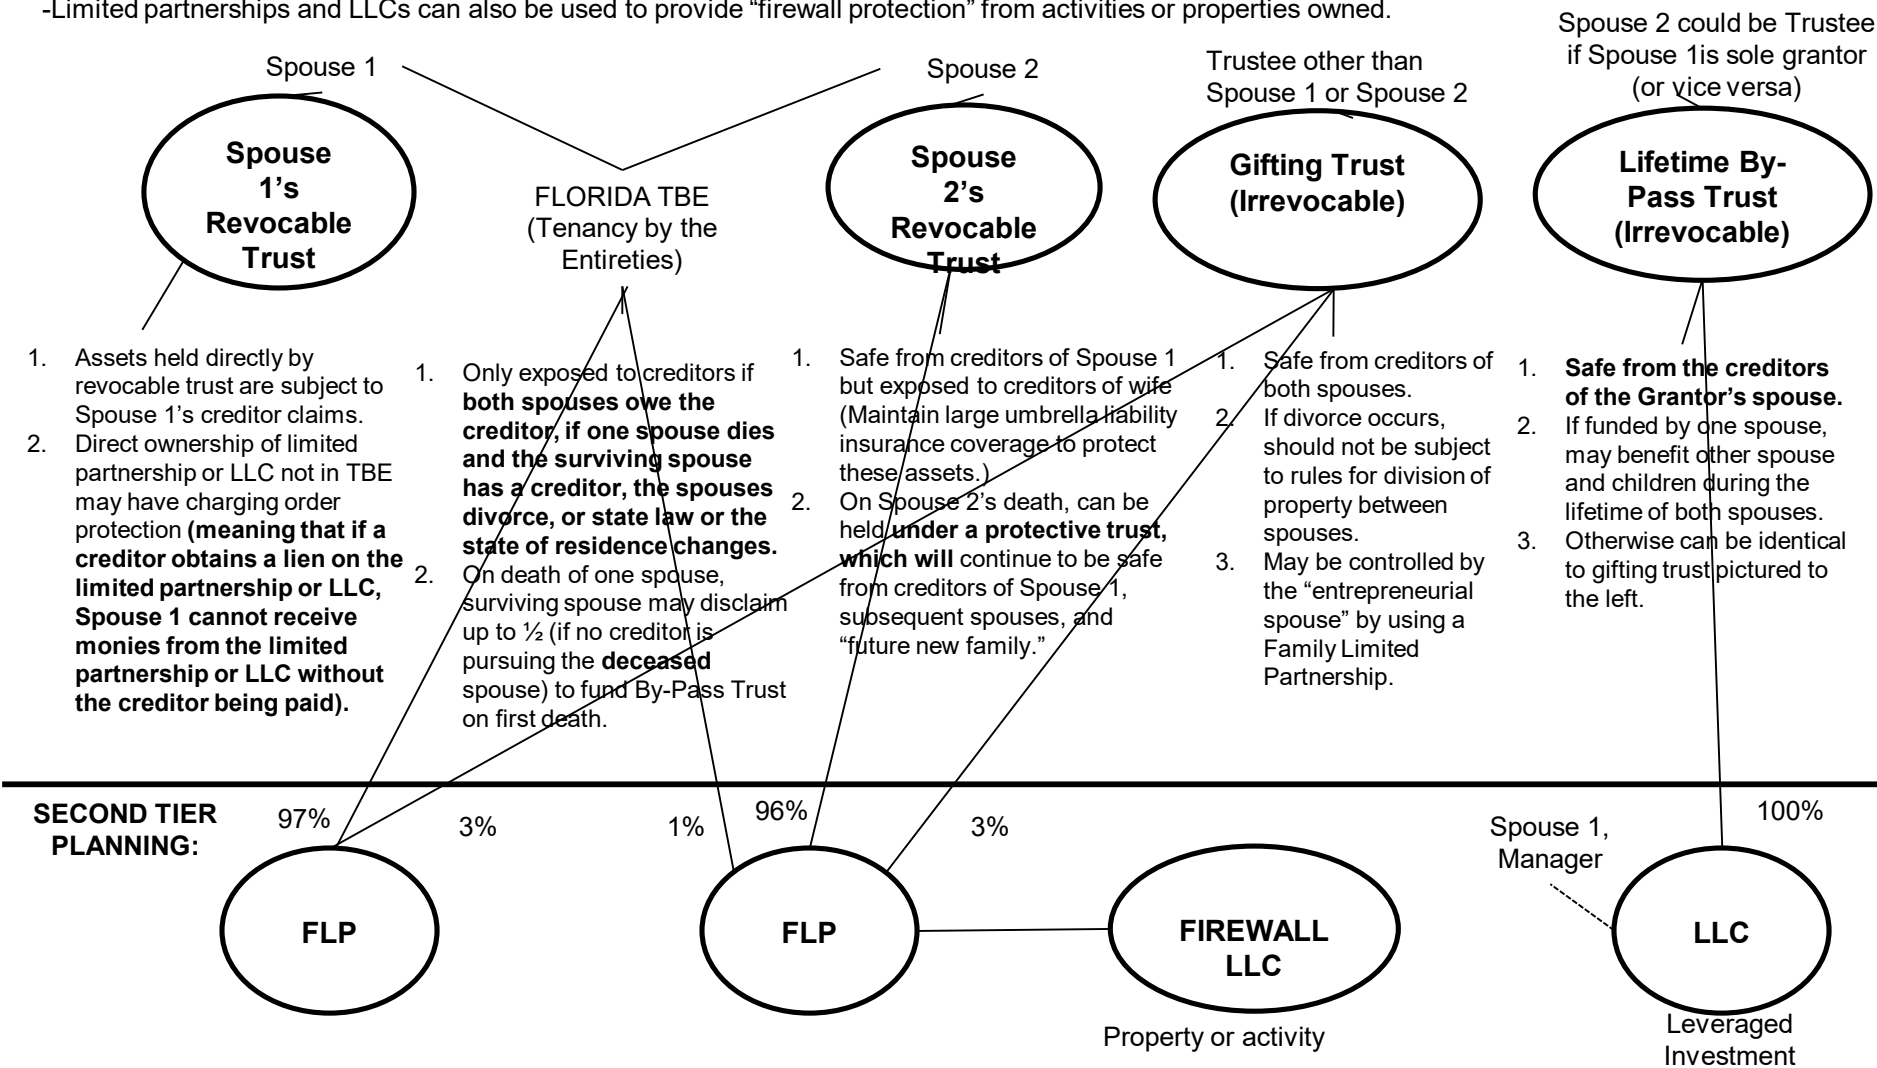 -Limited partnerships and LLCs can also be used to provide “firewall protection” from activities or properties owned.
Spouse 1
Spouse 2
Trustee other than
Spouse 1 or Spouse 2
Spouse 2 could be Trustee
if Spouse 1is sole grantor
(or vice versa)
Spouse
1’s
Revocable
Trust
FLORIDA TBE
(Tenancy by the
Entireties)
Spouse
2’s
Revocable
Trust
Gifting Trust
(Irrevocable)
Lifetime By-
Pass Trust
(Irrevocable)
1. Assets held directly by
revocable trust are subject to
Spouse 1’s creditor claims.
2. Direct ownership of limited
partnership or LLC not in TBE
may have charging order
protection (meaning that if a
creditor obtains a lien on the
limited partnership or LLC,
Spouse 1 cannot receive
monies from the limited
partnership or LLC without
the creditor being paid).
1. Only exposed to creditors if
both spouses owe the
creditor, if one spouse dies
and the surviving spouse
has a creditor, the spouses
divorce, or state law or the
state of residence changes.
2. On death of one spouse,
surviving spouse may disclaim
up to ½ (if no creditor is
pursuing the deceased
spouse) to fund By-Pass Trust
on first death.
1. Safe from creditors of Spouse 1
but exposed to creditors of wife
(Maintain large umbrella liability
insurance coverage to protect
these assets.)
2. On Spouse 2’s death, can be
held under a protective trust,
which will continue to be safe
from creditors of Spouse 1,
subsequent spouses, and
“future new family.”
1. Safe from creditors of
both spouses.
2. If divorce occurs,
should not be subject
to rules for division of
property between
spouses.
3. May be controlled by
the “entrepreneurial
spouse” by using a
Family Limited
Partnership.
1. Safe from the creditors
of the Grantor’s spouse.
2. If funded by one spouse,
may benefit other spouse
and children during the
lifetime of both spouses.
3. Otherwise can be identical
to gifting trust pictured to
the left.
SECOND TIER
PLANNING:
97%
3%
1%
96%
3%
Spouse 1,
Manager
100%
FLP
FLP
FIREWALL
LLC
LLC
Property or activity
Leveraged
Investment